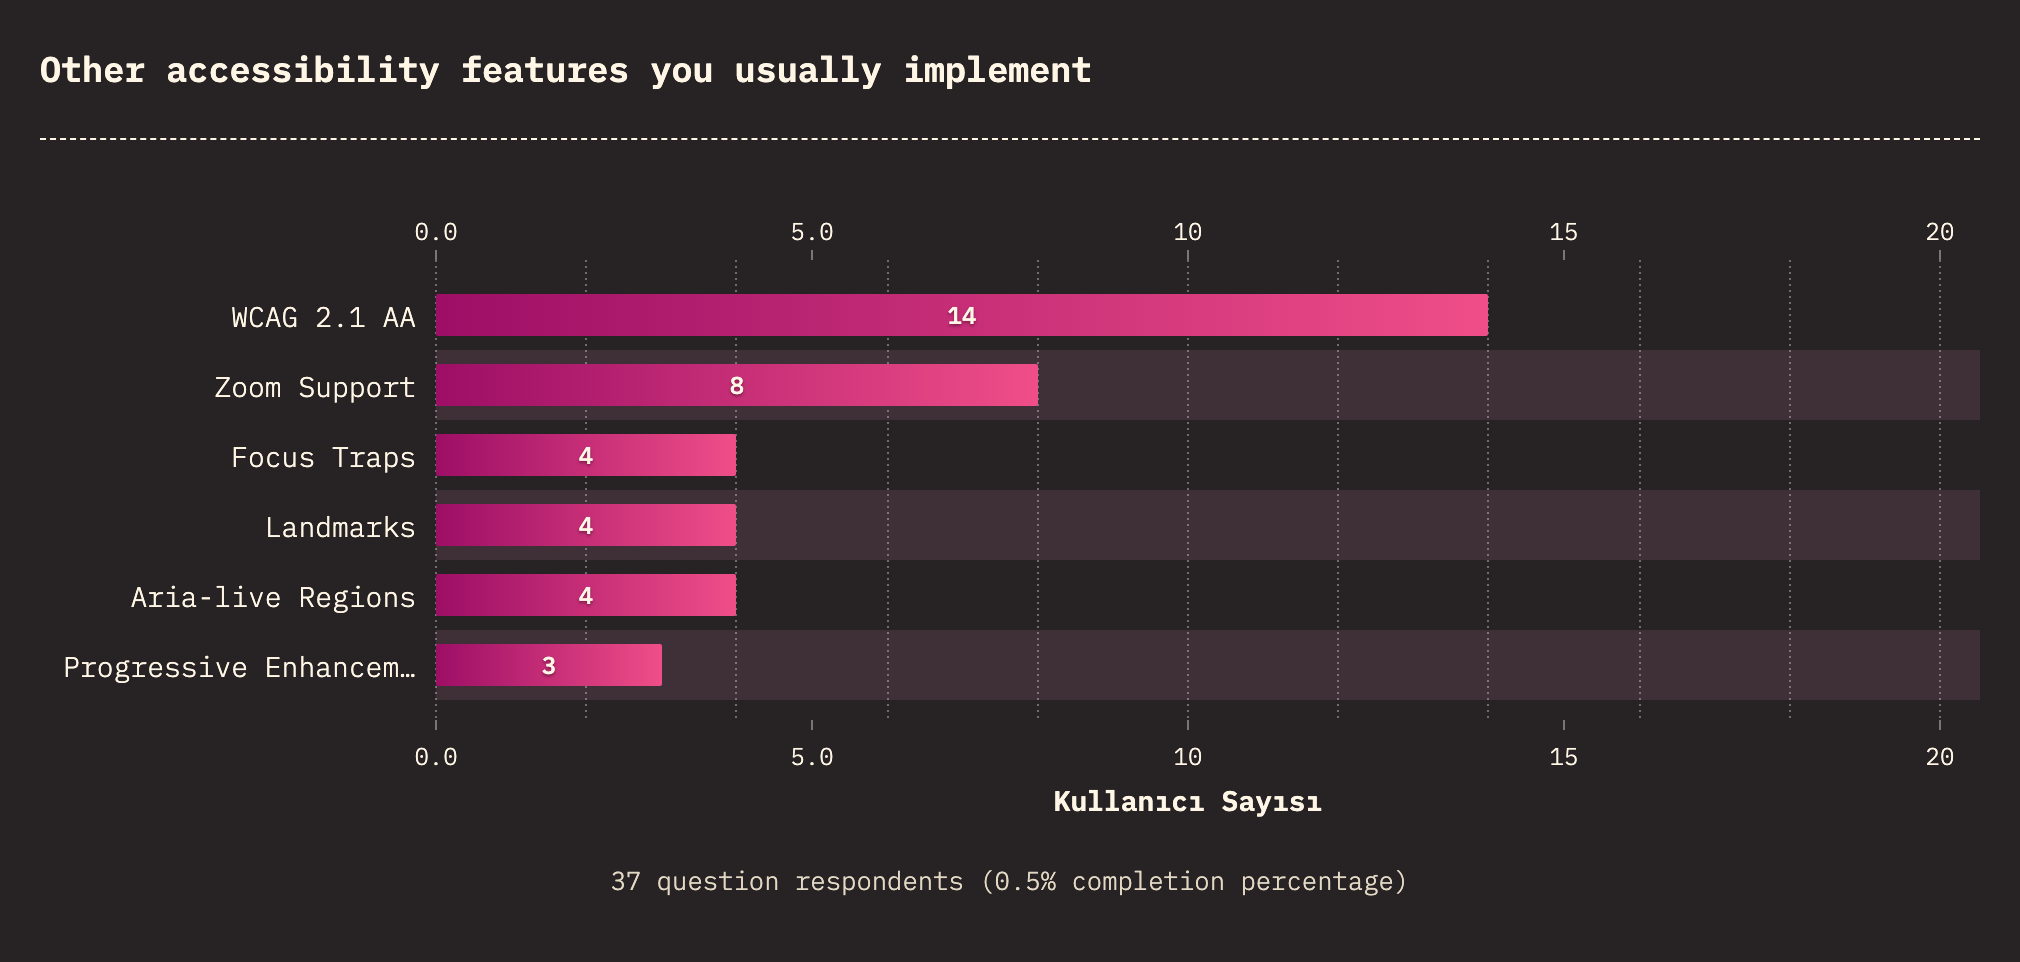 Other accessibility features you usually implement
0.0 5.0 10 15 20
WCAG 2.1 AA 14
Zoom Support 8
Focus Traps 4
Landmarks 4
Aria-live Regions 4
Progressive Enhancem… 3
0.0 5.0 10 15 20
Kullanıcı Sayısı
37 question respondents (0.5% completion percentage)